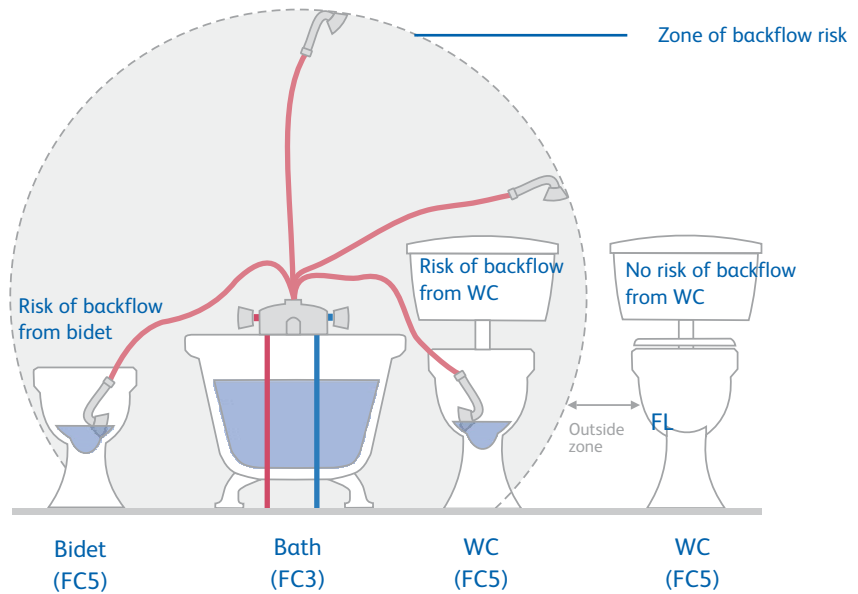 Zone of backflow risk
Risk of backflow
from WC
No risk of backflow
from WC
Risk of backflow
from bidet
FL
Outside
zone
Bidet
(FC5)
Bath
(FC3)
WC
(FC5)
WC
(FC5)